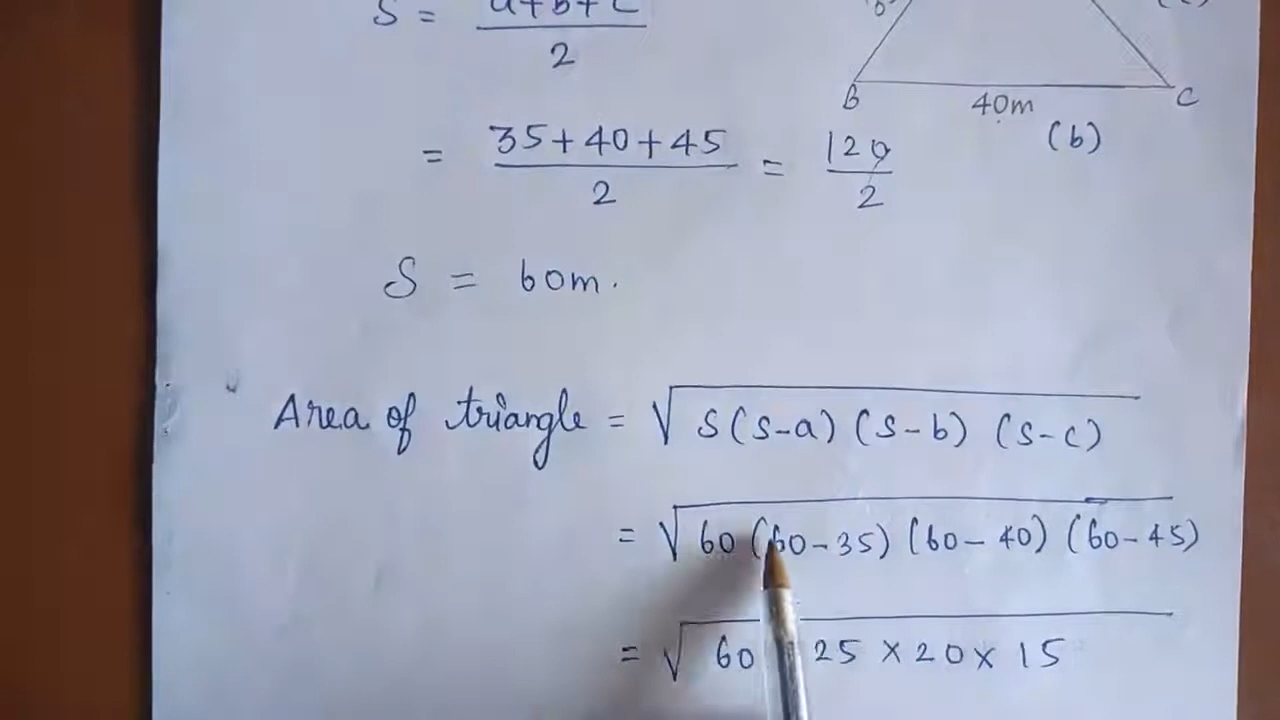 S = a+b+c
2
B 40m C
(b)
= 35+40+45 = 120
2 2
S = 60m.
Area of triangle = √ S(S-a) (S-b) (S-c)
= √ 60 (60-35) (60-40) (60-45)
= √ 60 25 × 20 × 15